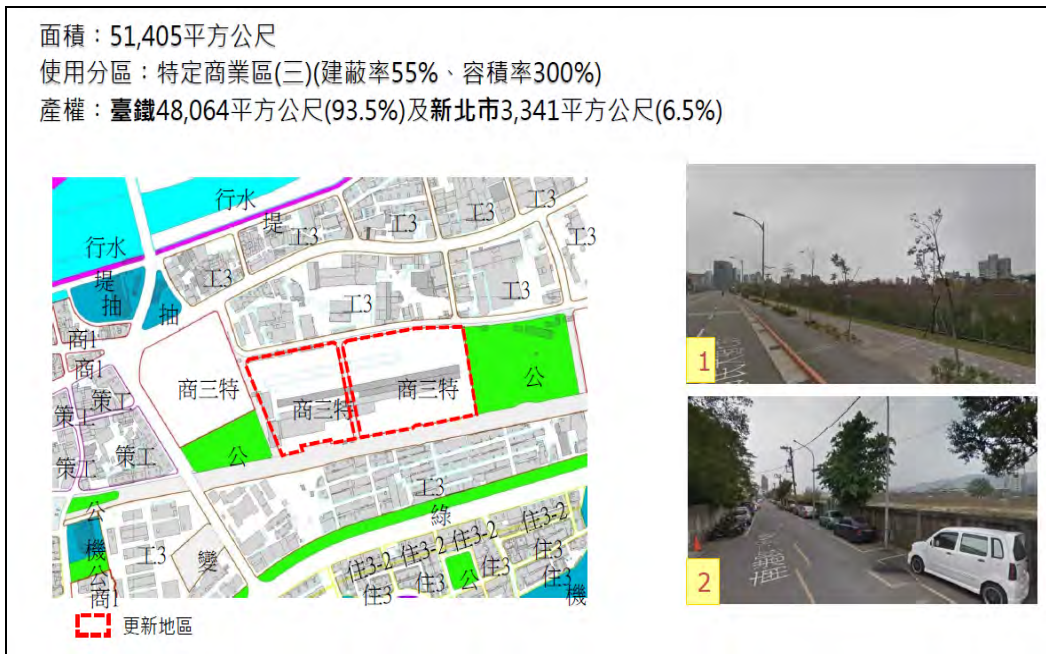 面積：51,405平方公尺
使用分區：特定商業區(三)(建蔽率55%、容積率300%)
產權：臺鐵48,064平方公尺(93.5%)及新北市3,341平方公尺(6.5%)
行水
行水
堤
堤
抽
抽
工3
工3
工3
工3
工3
工3
工3
工3
商1
商1
商三特
商三特
商三特
公
公
策工
策工
策工
策工
工3
綠
公
機
公
商1
工3
變
住3-2
住3-2
住3-2
住3-2
住3
住3
公
住3
住3
機
1
2
更新地區